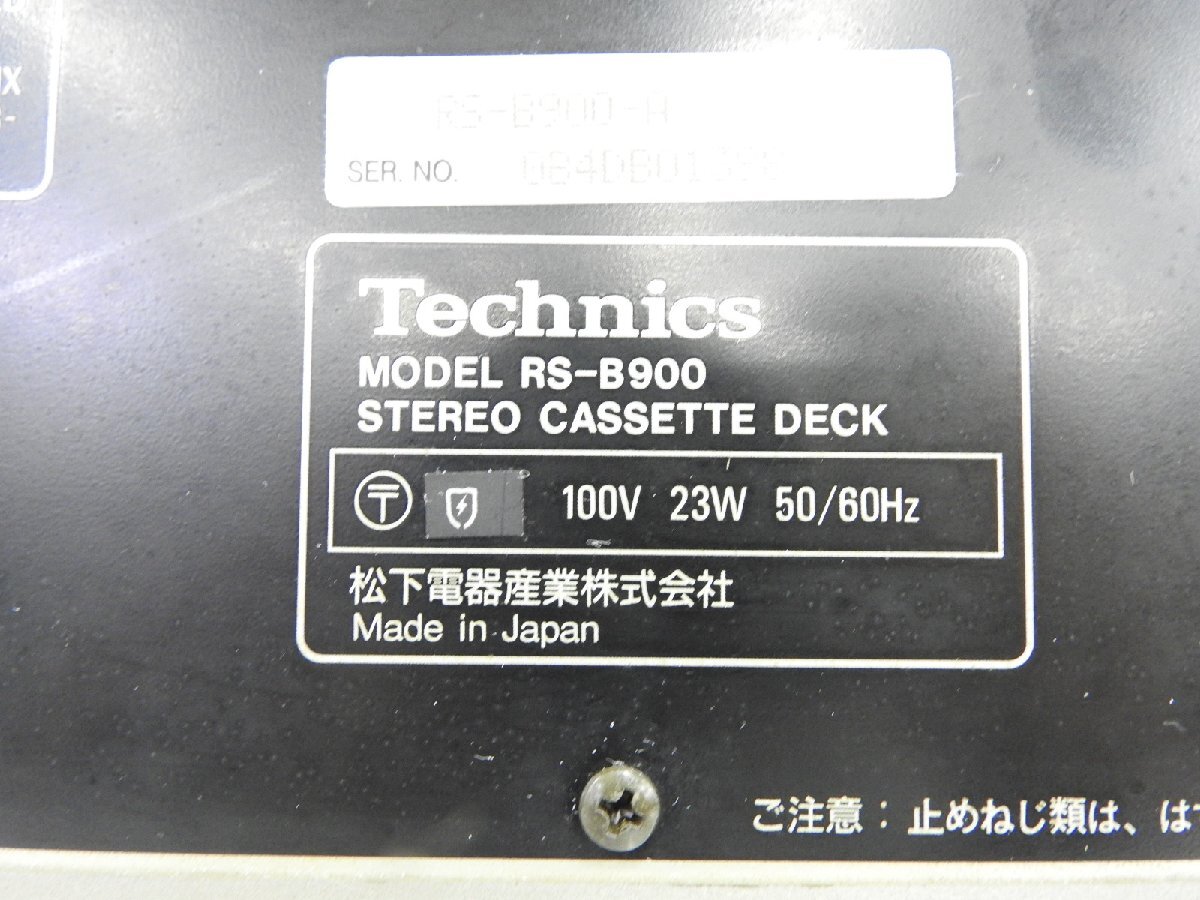 RS-B900-A
SER. NO.
Technics
MODEL RS-B900
STEREO CASSETTE DECK
〒 100V 23W 50/60Hz
松下電器産業株式会社
Made in Japan
ご注意：止めねじ類は、は